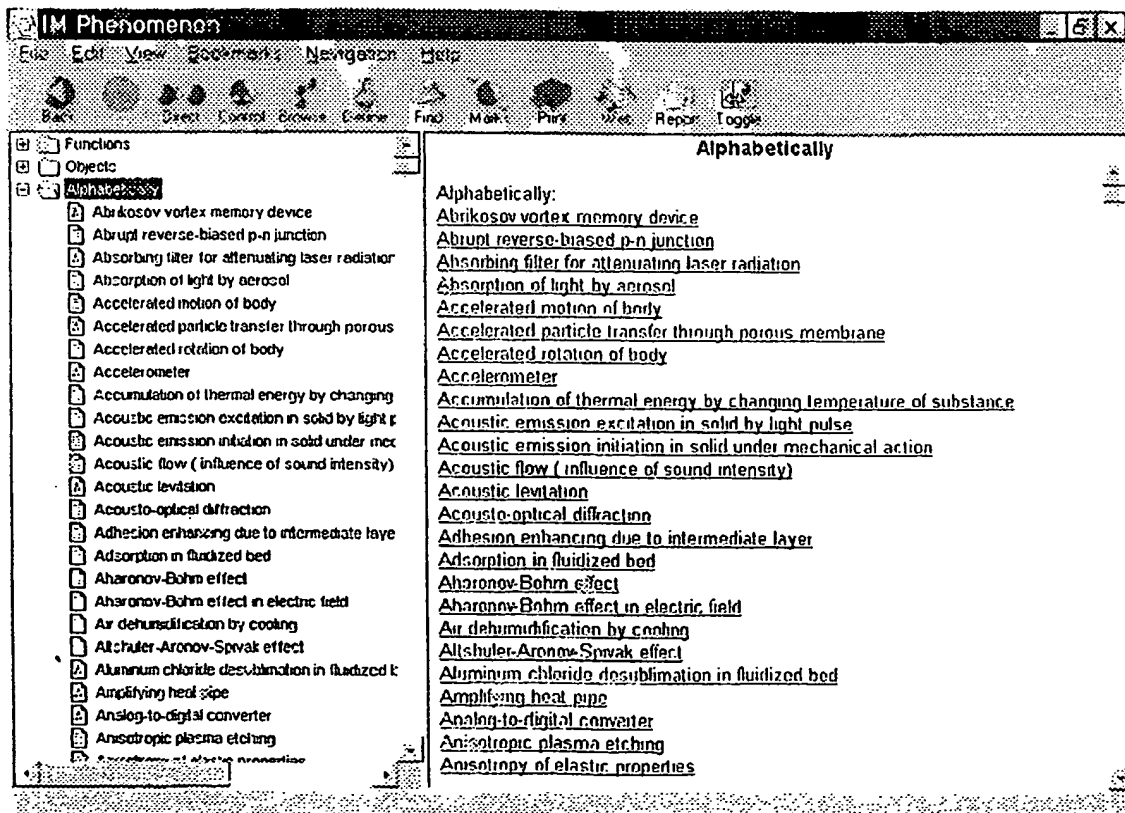 IM Phenomenon
File Edit View Bookmarks Navigation Help
Back Direct Control Browse Define Find Marks Print Web Report Toggle
Functions
Objects
Alphabetically
Abrikosov vortex memory device
Abrupt reverse-biased p-n junction
Absorbing filter for attenuating laser radiation
Absorption of light by aerosol
Accelerated motion of body
Accelerated particle transfer through porous
Accelerated rotation of body
Accelerometer
Accumulation of thermal energy by changing
Acoustic emission excitation in solid by light p
Acoustic emission initiation in solid under mec
Acoustic flow ( influence of sound intensity)
Acoustic levitation
Acousto-optical diffraction
Adhesion enhancing due to intermediate laye
Adsorption in fluidized bed
Aharonov-Bohm effect
Aharonov-Bohm effect in electric field
Air dehumidification by cooling
Altshuler-Aronov-Spivak effect
Aluminum chloride desublimation in fluidized b
Amplifying heat pipe
Analog-to-digital converter
Anisotropic plasma etching
Anisotropy of elastic properties
Alphabetically
Alphabetically:
Abrikosov vortex memory device
Abrupt reverse-biased p-n junction
Absorbing filter for attenuating laser radiation
Absorption of light by aerosol
Accelerated motion of body
Accelerated particle transfer through porous membrane
Accelerated rotation of body
Accelerometer
Accumulation of thermal energy by changing temperature of substance
Acoustic emission excitation in solid by light pulse
Acoustic emission initiation in solid under mechanical action
Acoustic flow ( influence of sound intensity)
Acoustic levitation
Acousto-optical diffraction
Adhesion enhancing due to intermediate layer
Adsorption in fluidized bed
Aharonov-Bohm effect
Aharonov-Bohm effect in electric field
Air dehumidification by cooling
Altshuler-Aronov-Spivak effect
Aluminum chloride desublimation in fluidized bed
Amplifying heat pipe
Analog-to-digital converter
Anisotropic plasma etching
Anisotropy of elastic properties